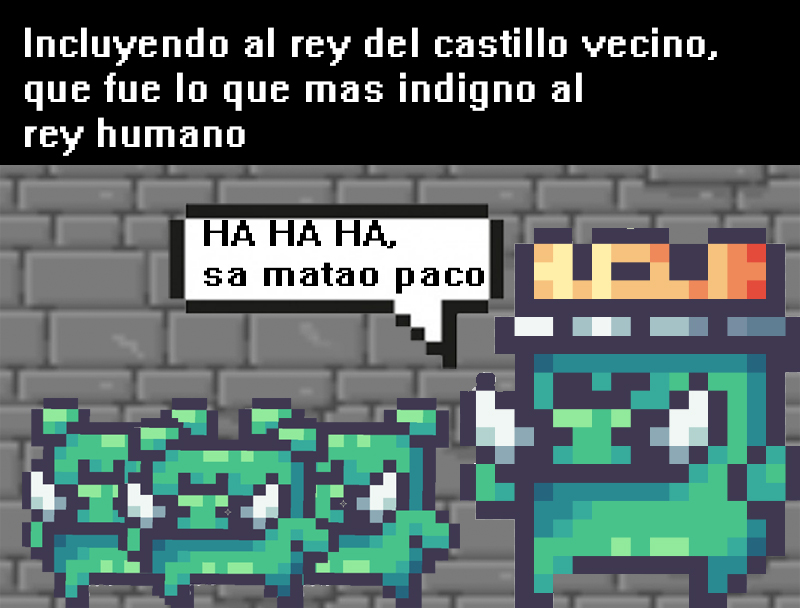 Incluyendo al rey del castillo vecino,
que fue lo que mas indigno al
rey humano
HA HA HA,
sa matao paco